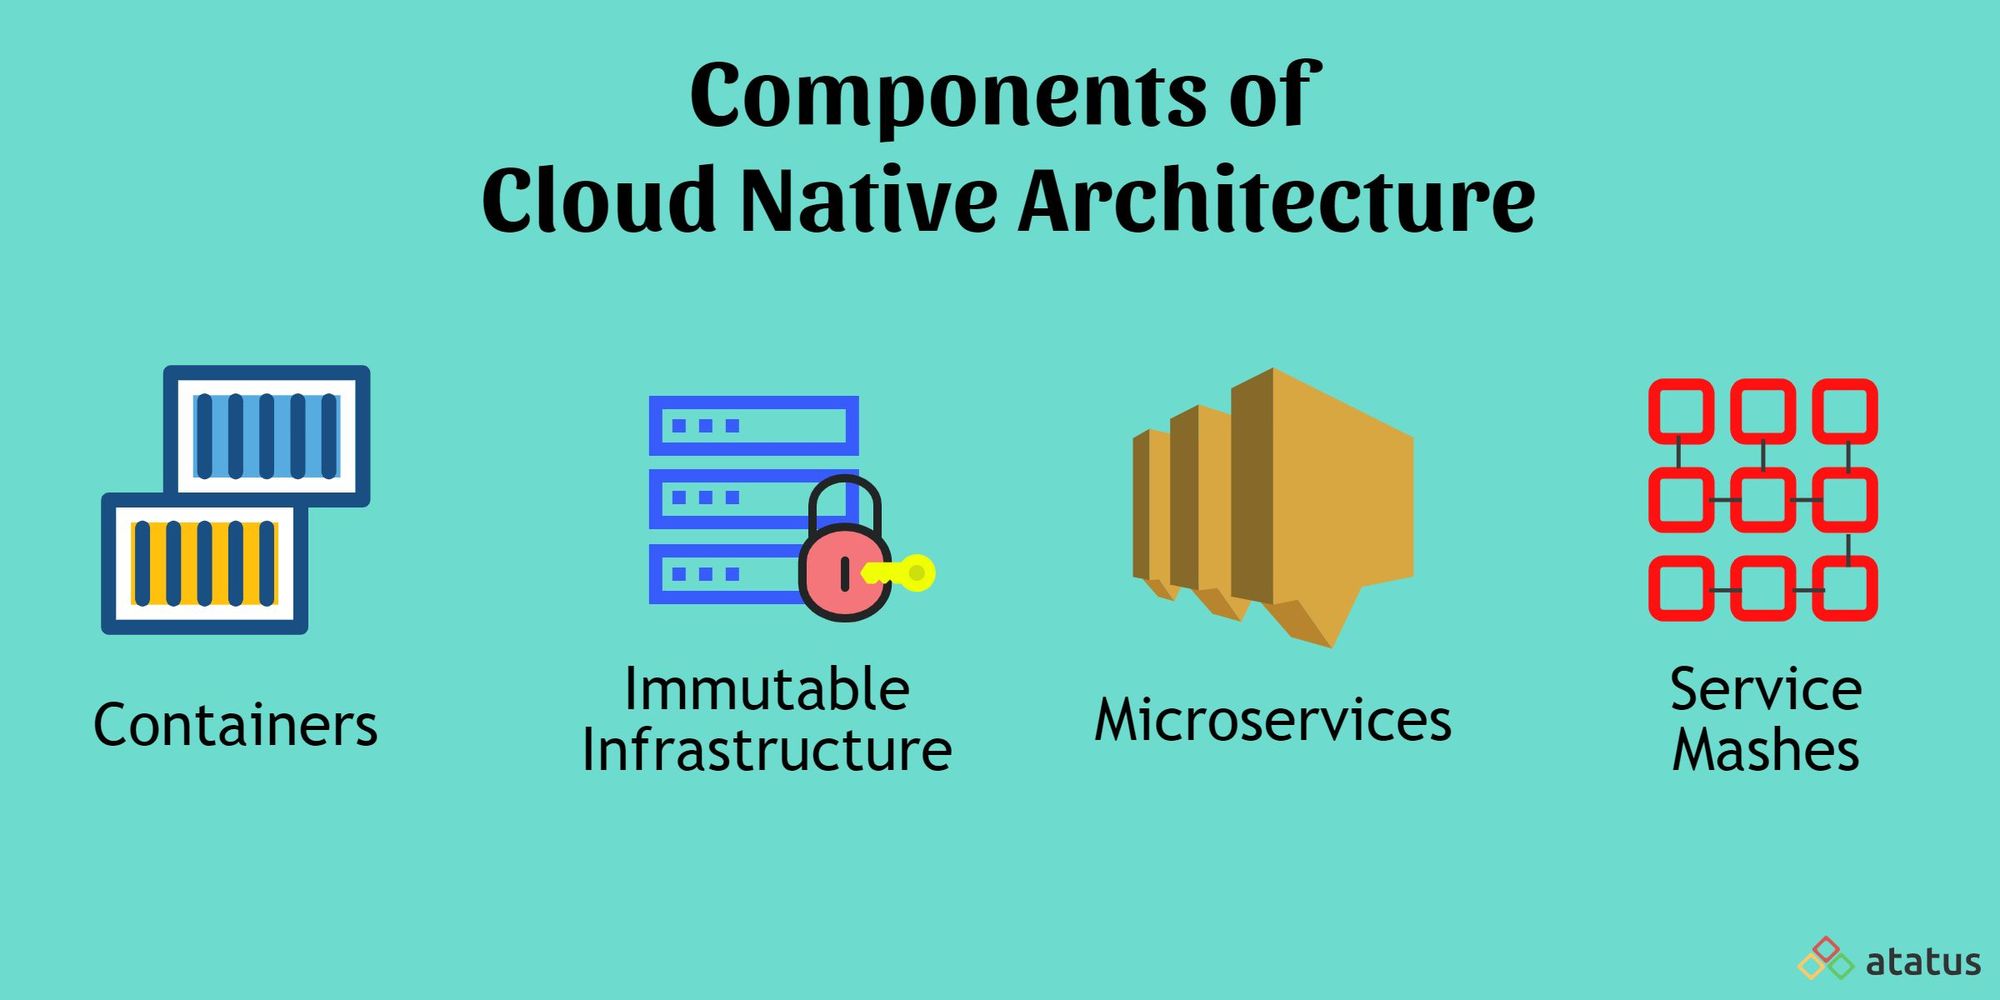 Components of
Cloud Native Architecture
Containers
Immutable
Infrastructure
Microservices
Service
Mashes
atatus